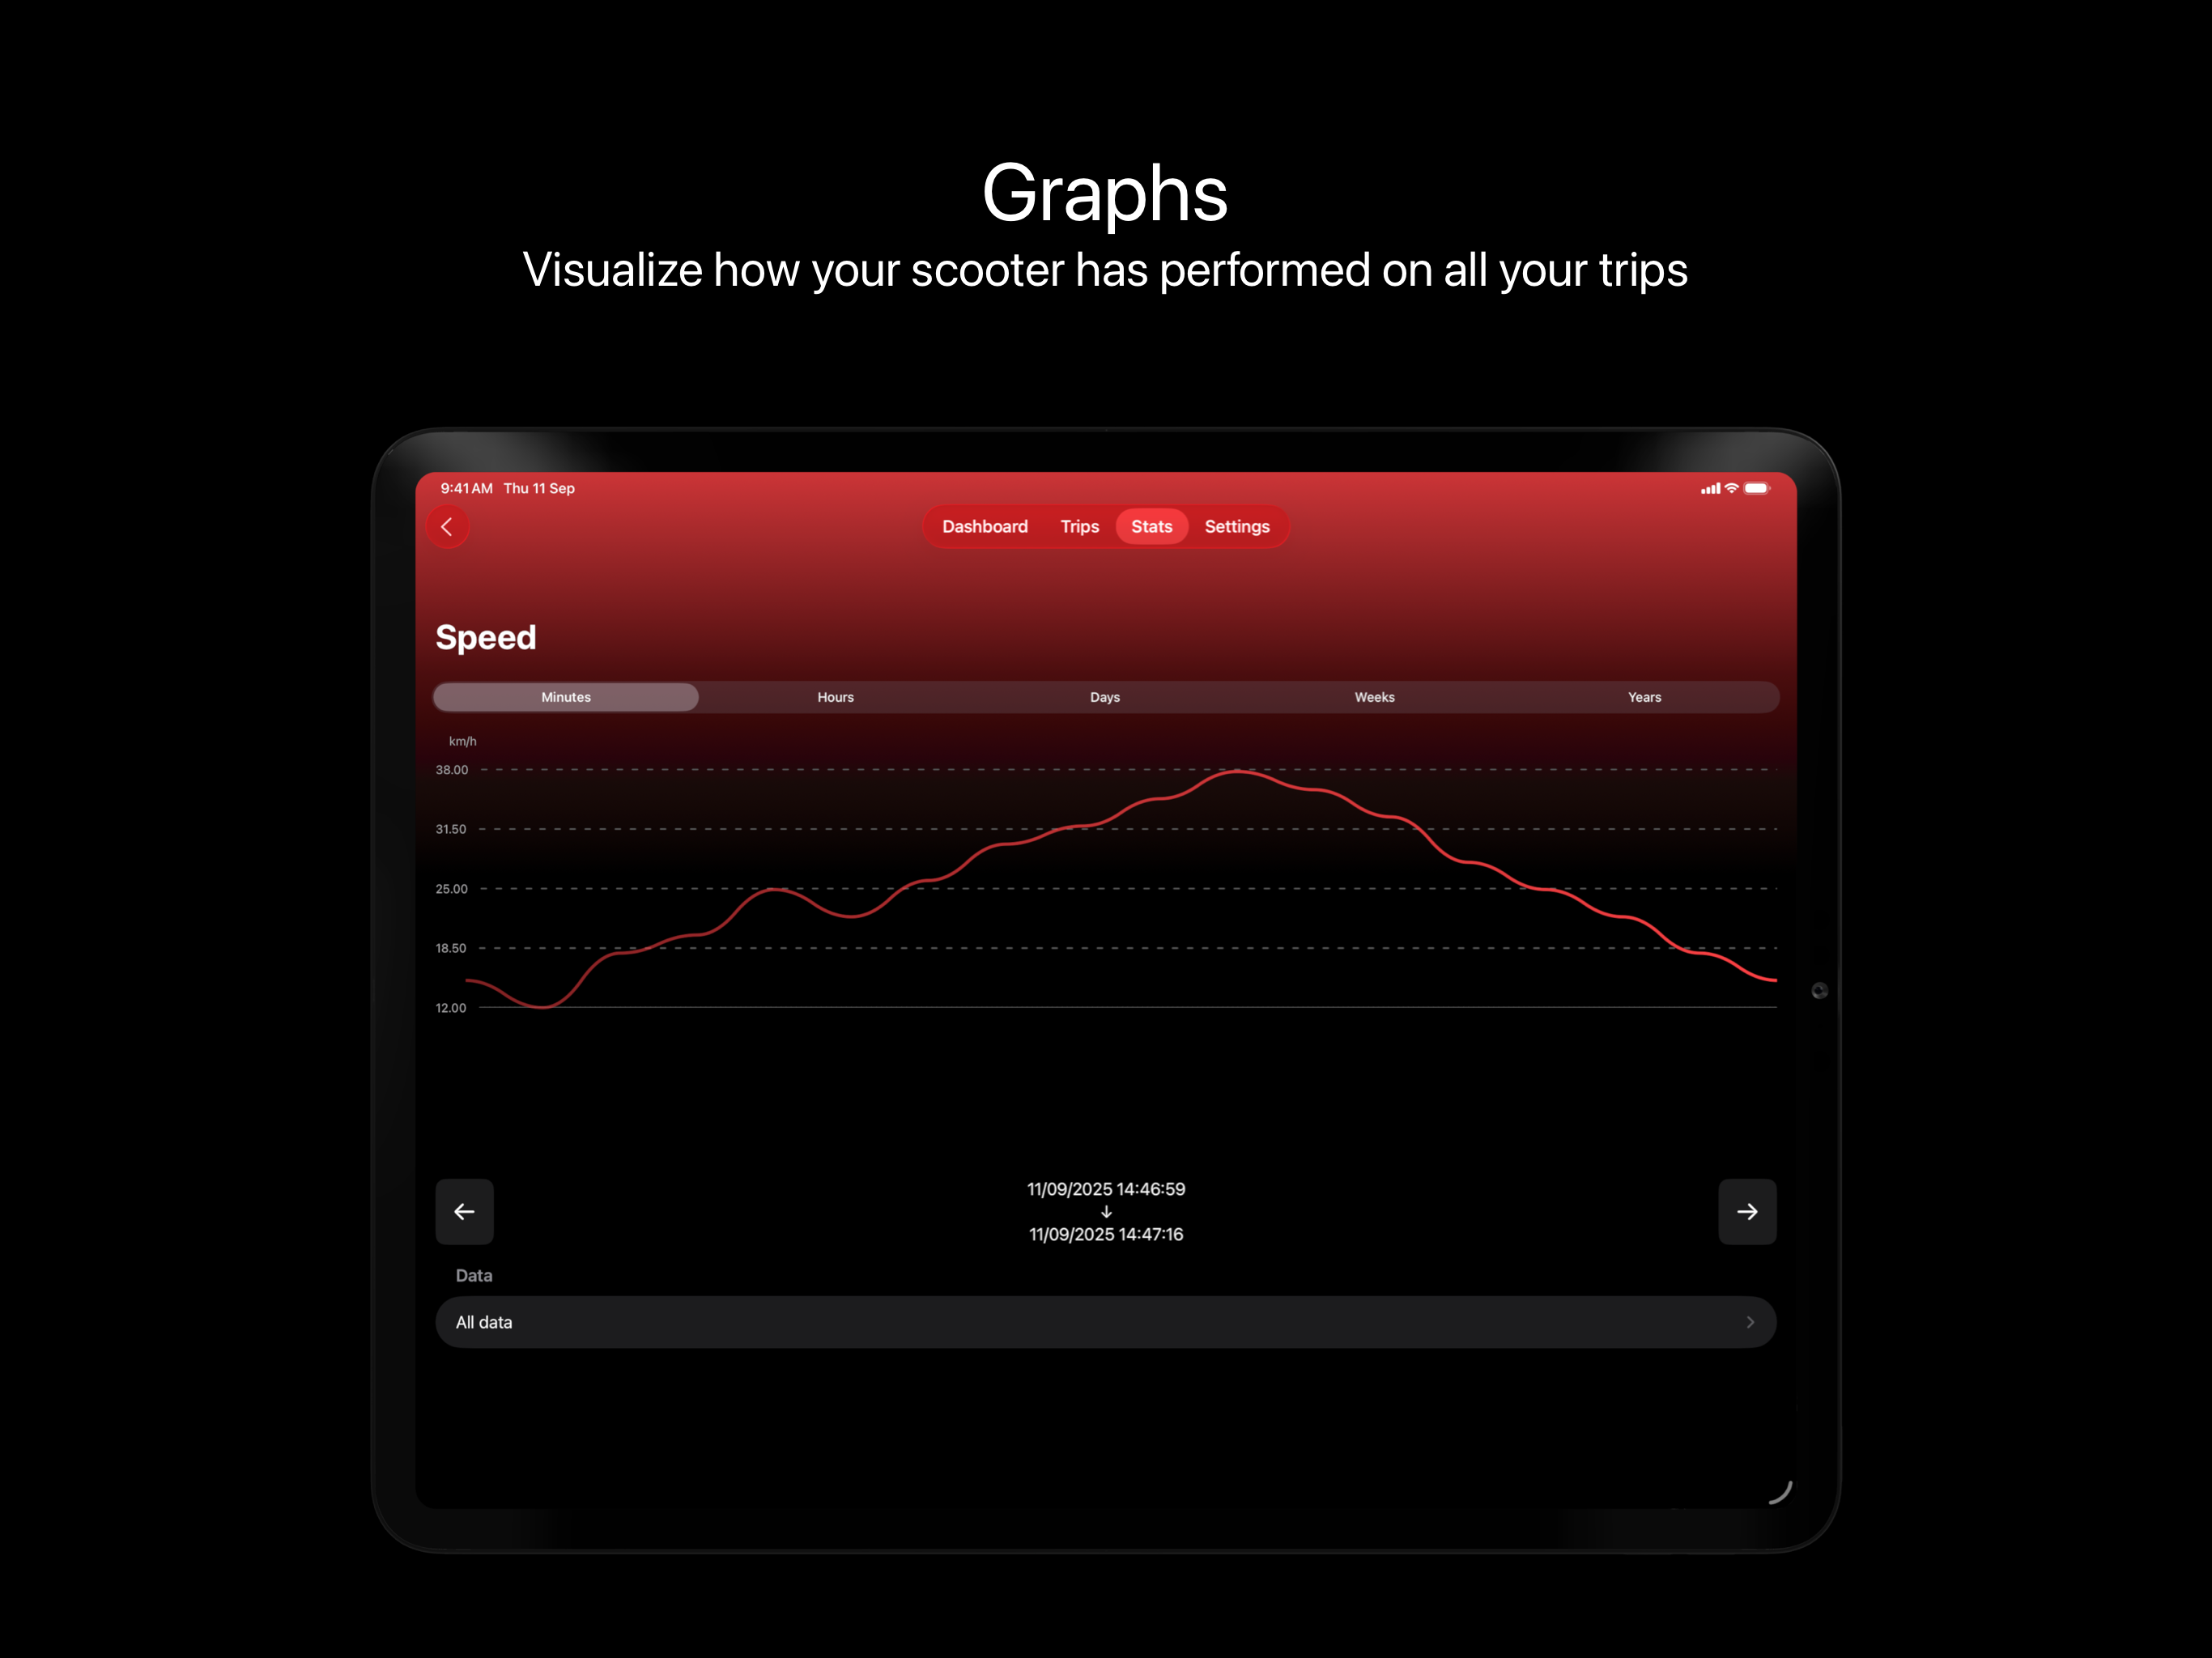 Graphs
Visualize how your scooter has performed on all your trips
9:41 AM Thu 11 Sep
Dashboard Trips Stats Settings
Speed
Minutes Hours Days Weeks Years
km/h
38.00
31.50
25.00
18.50
12.00
11/09/2025 14:46:59
11/09/2025 14:47:16
Data
All data